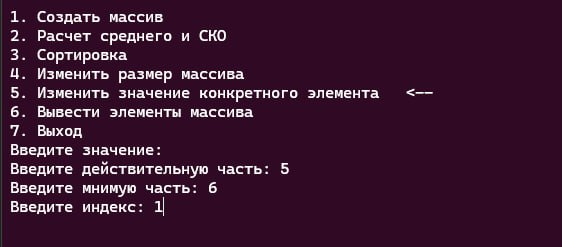 1. Создать массив
2. Расчет среднего и СКО
3. Сортировка
4. Изменить размер массива
5. Изменить значение конкретного элемента <--
6. Вывести элементы массива
7. Выход
Введите значение:
Введите действительную часть: 5
Введите мнимую часть: 6
Введите индекс: 1